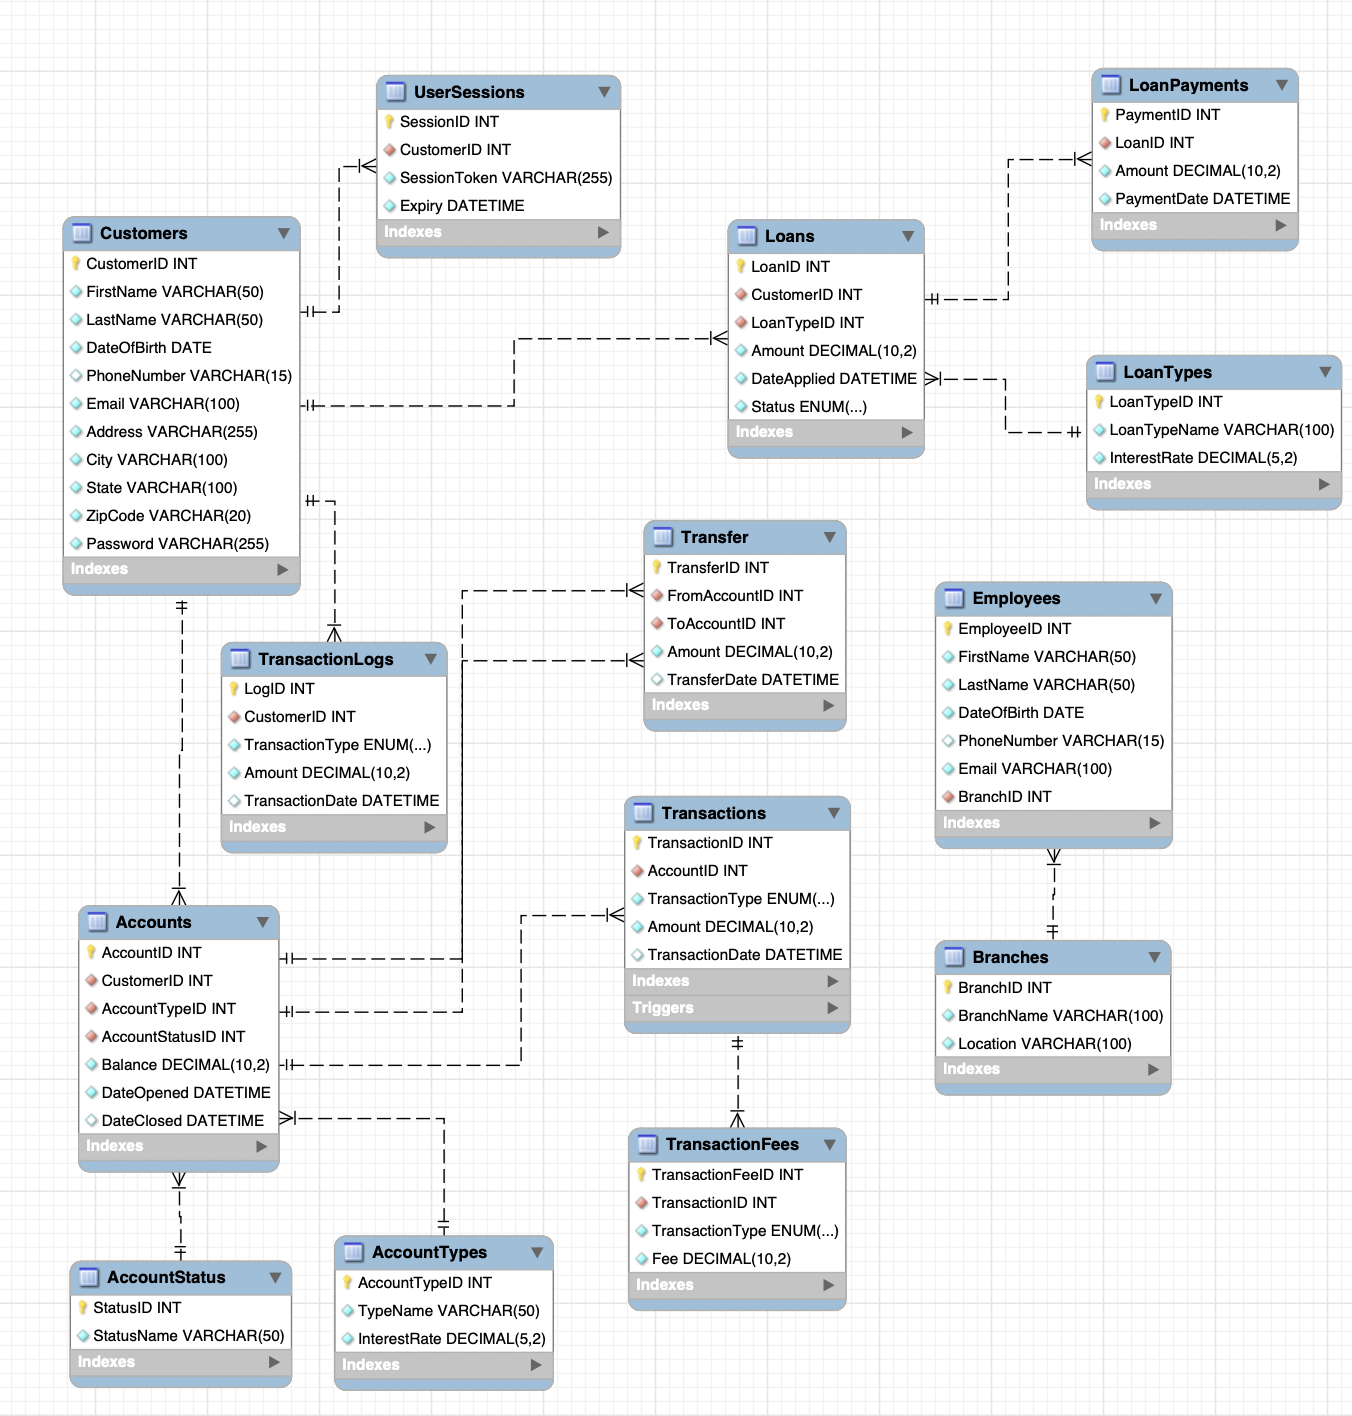 UserSessions
SessionID INT
CustomerID INT
SessionToken VARCHAR(255)
Expiry DATETIME
Indexes
LoanPayments
PaymentID INT
LoanID INT
Amount DECIMAL(10,2)
PaymentDate DATETIME
Indexes
Customers
CustomerID INT
FirstName VARCHAR(50)
LastName VARCHAR(50)
DateOfBirth DATE
PhoneNumber VARCHAR(15)
Email VARCHAR(100)
Address VARCHAR(255)
City VARCHAR(100)
State VARCHAR(100)
ZipCode VARCHAR(20)
Password VARCHAR(255)
Indexes
Loans
LoanID INT
CustomerID INT
LoanTypeID INT
Amount DECIMAL(10,2)
DateApplied DATETIME
Status ENUM(...)
Indexes
LoanTypes
LoanTypeID INT
LoanTypeName VARCHAR(100)
InterestRate DECIMAL(5,2)
Indexes
Transfer
TransferID INT
FromAccountID INT
ToAccountID INT
Amount DECIMAL(10,2)
TransferDate DATETIME
Indexes
Employees
EmployeeID INT
FirstName VARCHAR(50)
LastName VARCHAR(50)
DateOfBirth DATE
PhoneNumber VARCHAR(15)
Email VARCHAR(100)
BranchID INT
Indexes
TransactionLogs
LogID INT
CustomerID INT
TransactionType ENUM(...)
Amount DECIMAL(10,2)
TransactionDate DATETIME
Indexes
Transactions
TransactionID INT
AccountID INT
TransactionType ENUM(...)
Amount DECIMAL(10,2)
TransactionDate DATETIME
Indexes
Triggers
Accounts
AccountID INT
CustomerID INT
AccountTypeID INT
AccountStatusID INT
Balance DECIMAL(10,2)
DateOpened DATETIME
DateClosed DATETIME
Indexes
Branches
BranchID INT
BranchName VARCHAR(100)
Location VARCHAR(100)
Indexes
TransactionFees
TransactionFeeID INT
TransactionID INT
TransactionType ENUM(...)
Fee DECIMAL(10,2)
Indexes
AccountStatus
StatusID INT
StatusName VARCHAR(50)
Indexes
AccountTypes
AccountTypeID INT
TypeName VARCHAR(50)
InterestRate DECIMAL(5,2)
Indexes